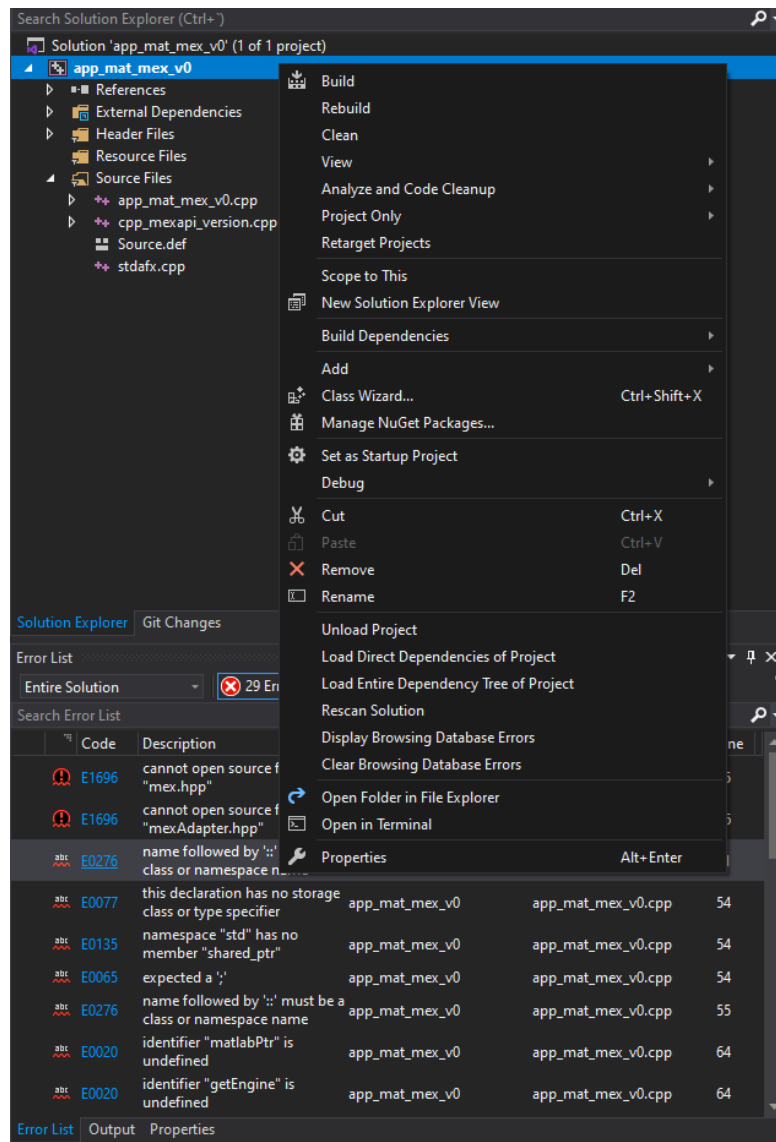 Search Solution Explorer (Ctrl+`)
Solution 'app_mat_mex_v0' (1 of 1 project)
app_mat_mex_v0
References
External Dependencies
Header Files
Resource Files
Source Files
app_mat_mex_v0.cpp
cpp_mexapi_version.cpp
Source.def
stdafx.cpp
Build
Rebuild
Clean
View
Analyze and Code Cleanup
Project Only
Retarget Projects
Scope to This
New Solution Explorer View
Build Dependencies
Add
Class Wizard... Ctrl+Shift+X
Manage NuGet Packages...
Set as Startup Project
Debug
Cut Ctrl+X
Paste Ctrl+V
Remove Del
Rename F2
Unload Project
Load Direct Dependencies of Project
Load Entire Dependency Tree of Project
Rescan Solution
Display Browsing Database Errors
Clear Browsing Database Errors
Open Folder in File Explorer
Open in Terminal
Properties Alt+Enter
Solution Explorer Git Changes
Error List
Entire Solution 29 Er
Search Error List
Code Description ne
E1696 cannot open source f
"mex.hpp"
E1696 cannot open source f
"mexAdapter.hpp"
E0276 name followed by '::'
class or namespace
E0077 this declaration has no storage
class or type specifier app_mat_mex_v0 app_mat_mex_v0.cpp 54
E0135 namespace "std" has no
member "shared_ptr" app_mat_mex_v0 app_mat_mex_v0.cpp 54
E0065 expected a ';' app_mat_mex_v0 app_mat_mex_v0.cpp 54
E0276 name followed by '::' must be a
class or namespace name app_mat_mex_v0 app_mat_mex_v0.cpp 55
E0020 identifier "matlabPtr" is
undefined app_mat_mex_v0 app_mat_mex_v0.cpp 64
E0020 identifier "getEngine" is
undefined app_mat_mex_v0 app_mat_mex_v0.cpp 64
Error List Output Properties